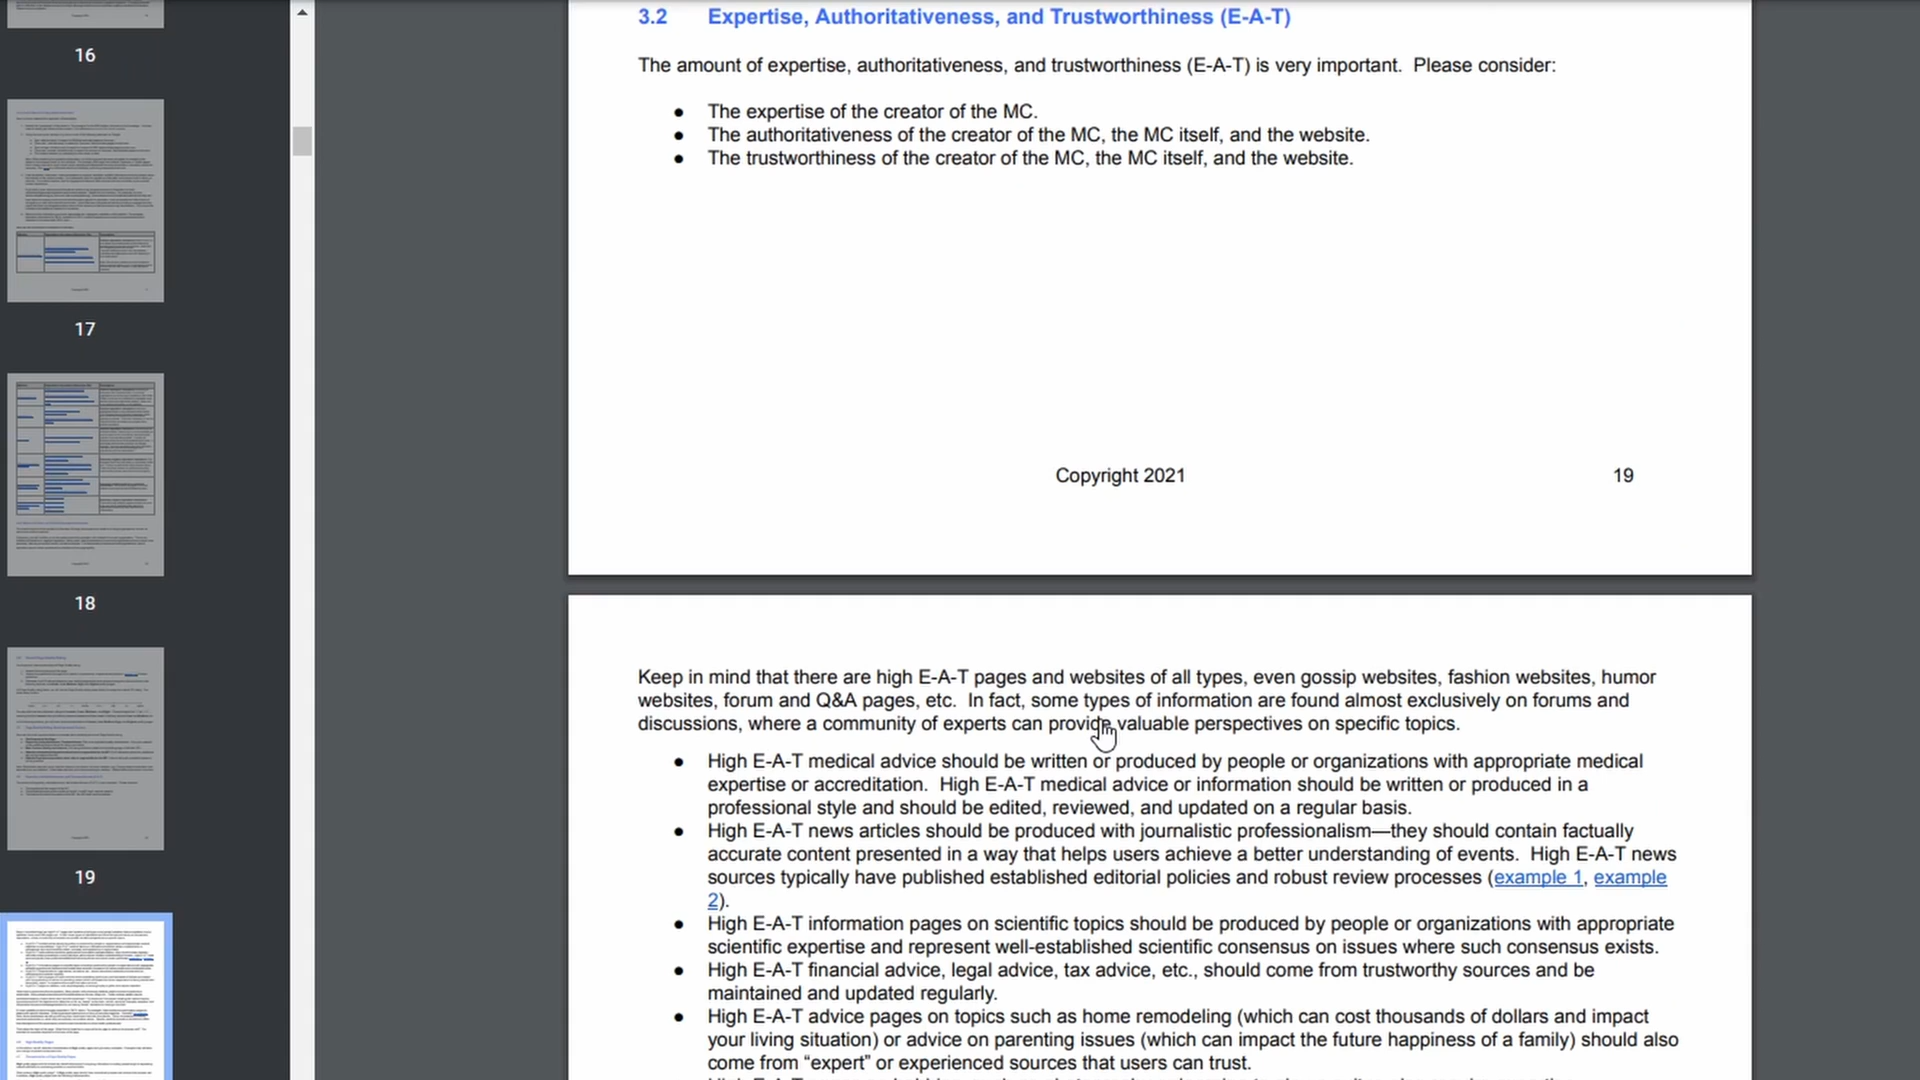 16
17
18
19
3.2 Expertise, Authoritativeness, and Trustworthiness (E-A-T)
The amount of expertise, authoritativeness, and trustworthiness (E-A-T) is very important. Please consider:
● The expertise of the creator of the MC.
● The authoritativeness of the creator of the MC, the MC itself, and the website.
● The trustworthiness of the creator of the MC, the MC itself, and the website.
Copyright 2021 19
Keep in mind that there are high E-A-T pages and websites of all types, even gossip websites, fashion websites, humor
websites, forum and Q&A pages, etc. In fact, some types of information are found almost exclusively on forums and
discussions, where a community of experts can provide valuable perspectives on specific topics.
● High E-A-T medical advice should be written or produced by people or organizations with appropriate medical
expertise or accreditation. High E-A-T medical advice or information should be written or produced in a
professional style and should be edited, reviewed, and updated on a regular basis.
● High E-A-T news articles should be produced with journalistic professionalism—they should contain factually
accurate content presented in a way that helps users achieve a better understanding of events. High E-A-T news
sources typically have published established editorial policies and robust review processes (example 1, example
2).
● High E-A-T information pages on scientific topics should be produced by people or organizations with appropriate
scientific expertise and represent well-established scientific consensus on issues where such consensus exists.
● High E-A-T financial advice, legal advice, tax advice, etc., should come from trustworthy sources and be
maintained and updated regularly.
● High E-A-T advice pages on topics such as home remodeling (which can cost thousands of dollars and impact
your living situation) or advice on parenting issues (which can impact the future happiness of a family) should also
come from “expert” or experienced sources that users can trust.